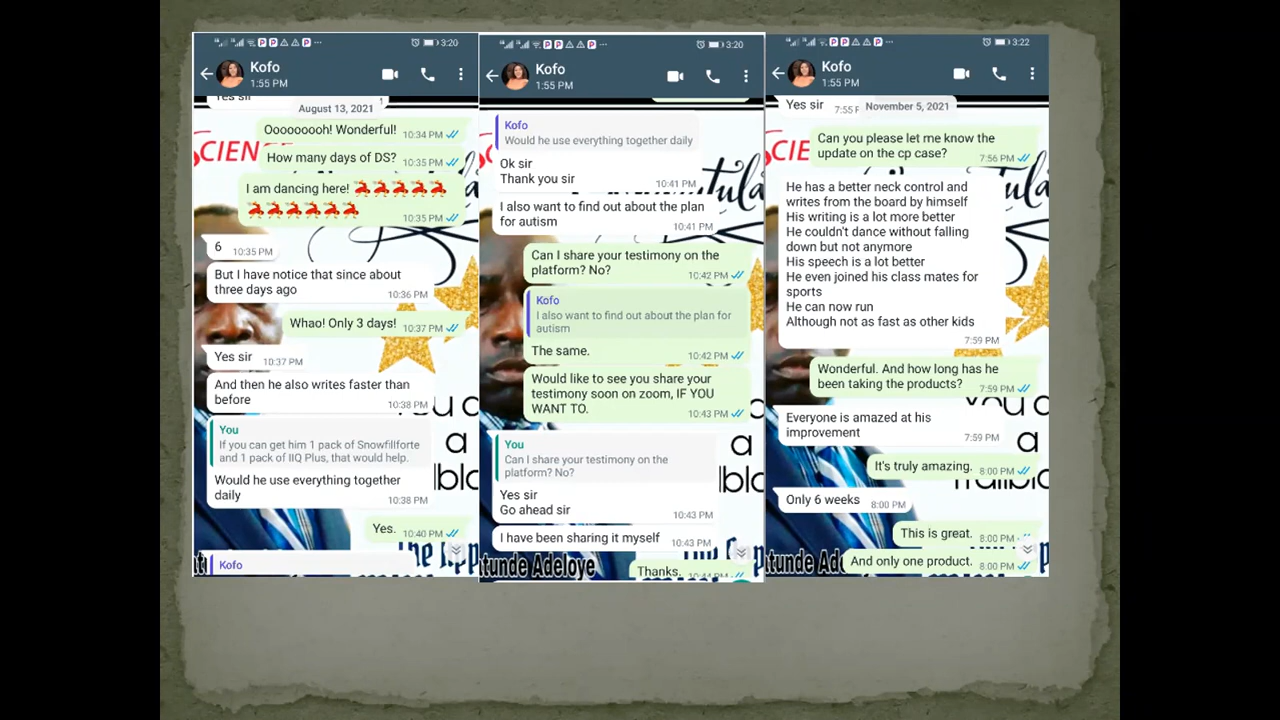 3:20
Kofo
1:55 PM
Yes sir
August 13, 2021
Oooooooooh! Wonderful!
10:34 PM
How many days of DS?
10:35 PM
I am dancing here!
10:35 PM
6
10:35 PM
But I have notice that since about
three days ago
10:36 PM
Whao! Only 3 days!
10:37 PM
Yes sir
10:37 PM
And then he also writes faster than
before
10:38 PM
You
If you can get him 1 pack of Snowfillforte
and 1 pack of IIQ Plus, that would help.
Would he use everything together
daily
10:38 PM
Yes.
10:40 PM
Kofo
3:20
Kofo
1:55 PM
Kofo
Would he use everything together daily
Ok sir
Thank you sir
10:41 PM
I also want to find out about the plan
for autism
10:41 PM
Can I share your testimony on the
platform? No?
10:42 PM
Kofo
I also want to find out about the plan for
autism
The same.
10:42 PM
Would like to see you share your
testimony soon on zoom, IF YOU
WANT TO.
10:43 PM
You
Can I share your testimony on the
platform? No?
Yes sir
Go ahead sir
10:43 PM
I have been sharing it myself
10:43 PM
Thanks.
10:44 PM
tunde Adeloye
3:22
Kofo
1:55 PM
Yes sir
7:55 P
November 5, 2021
Can you please let me know the
update on the cp case?
7:56 PM
He has a better neck control and
writes from the board by himself
His writing is a lot more better
He couldn't dance without falling
down but not anymore
His speech is a lot better
He even joined his class mates for
sports
He can now run
Although not as fast as other kids
7:59 PM
Wonderful. And how long has he
been taking the products?
7:59 PM
Everyone is amazed at his
improvement
7:59 PM
It's truly amazing.
8:00 PM
Only 6 weeks
8:00 PM
This is great.
8:00 PM
And only one product.
8:00 PM
tunde Adeloye